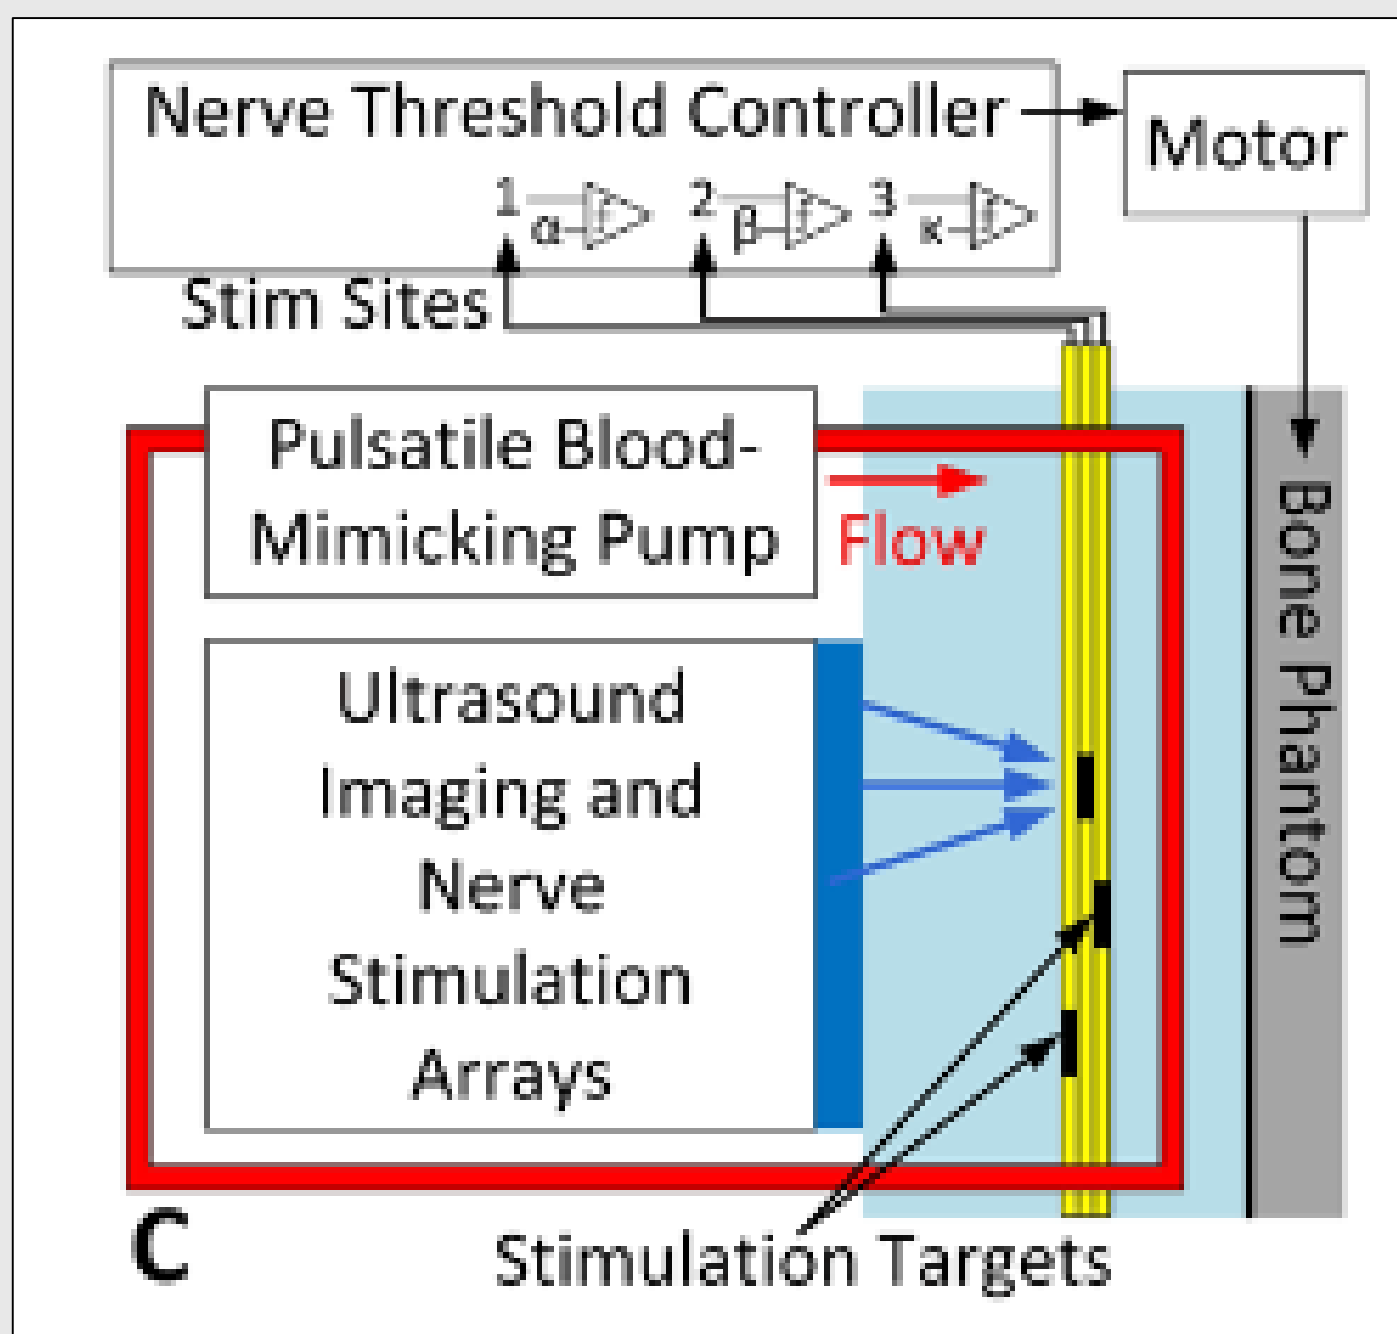 Nerve Threshold Controller
Motor
1 2 3
α β κ
Stim Sites
Pulsatile Blood-
Mimicking Pump
Flow
Ultrasound
Imaging and
Nerve
Stimulation
Arrays
Bone Phantom
C
Stimulation Targets